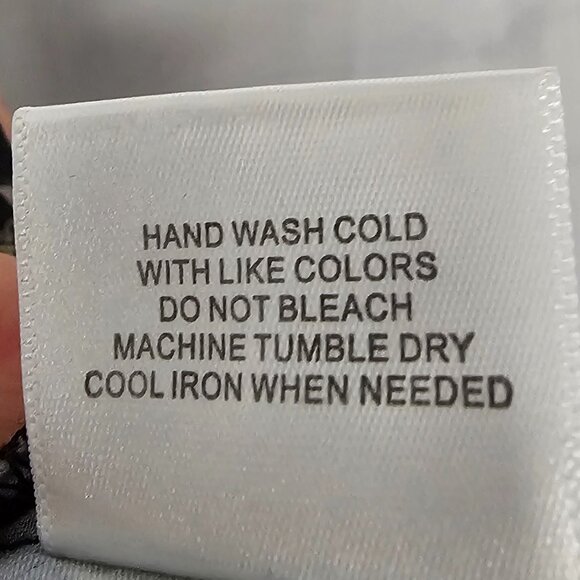 HAND WASH COLD
WITH LIKE COLORS
DO NOT BLEACH
MACHINE TUMBLE DRY
COOL IRON WHEN NEEDED